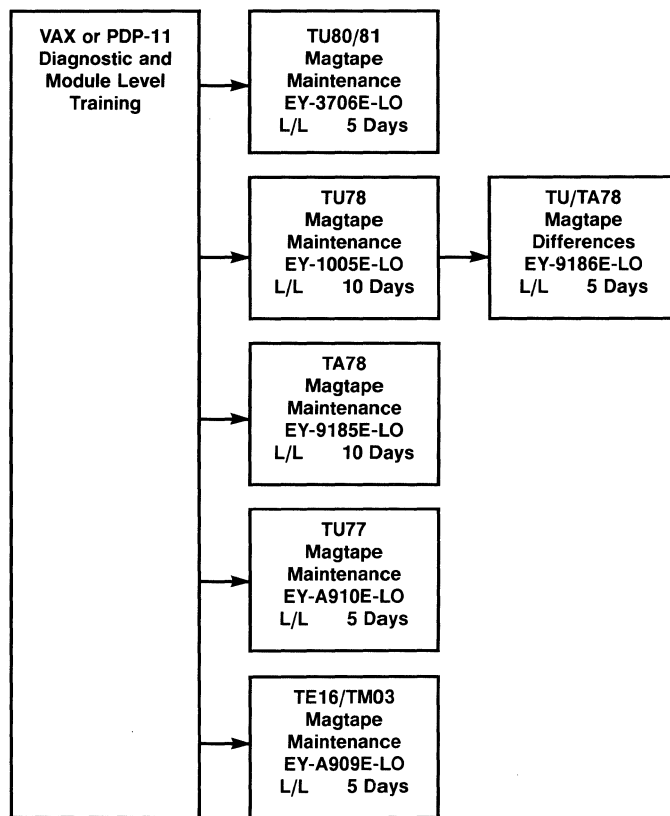 VAX or PDP-11
Diagnostic and
Module Level
Training
TU80/81
Magtape
Maintenance
EY-3706E-LO
L/L 5 Days
TU78
Magtape
Maintenance
EY-1005E-LO
L/L 10 Days
TU/TA78
Magtape
Differences
EY-9186E-LO
L/L 5 Days
TA78
Magtape
Maintenance
EY-9185E-LO
L/L 10 Days
TU77
Magtape
Maintenance
EY-A910E-LO
L/L 5 Days
TE16/TM03
Magtape
Maintenance
EY-A909E-LO
L/L 5 Days